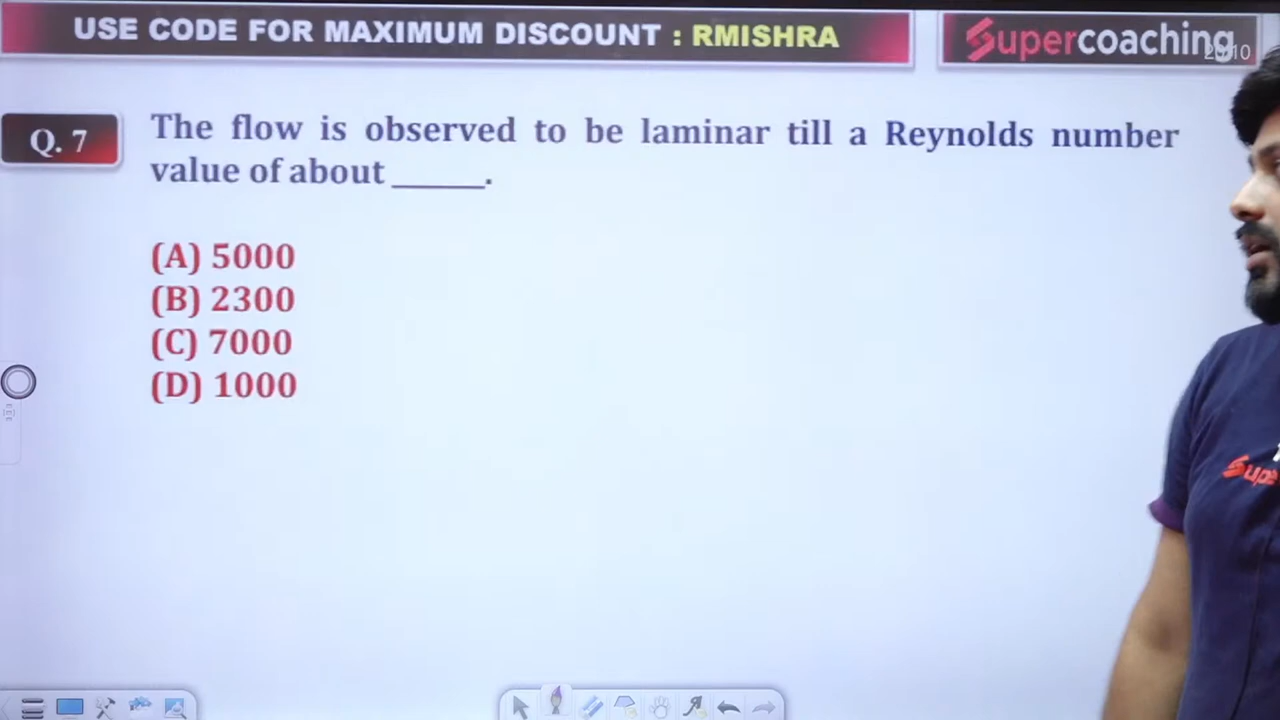 USE CODE FOR MAXIMUM DISCOUNT : RMISHRA
Supercoaching
Q. 7
The flow is observed to be laminar till a Reynolds number
value of about ______.
(A) 5000
(B) 2300
(C) 7000
(D) 1000
Supe